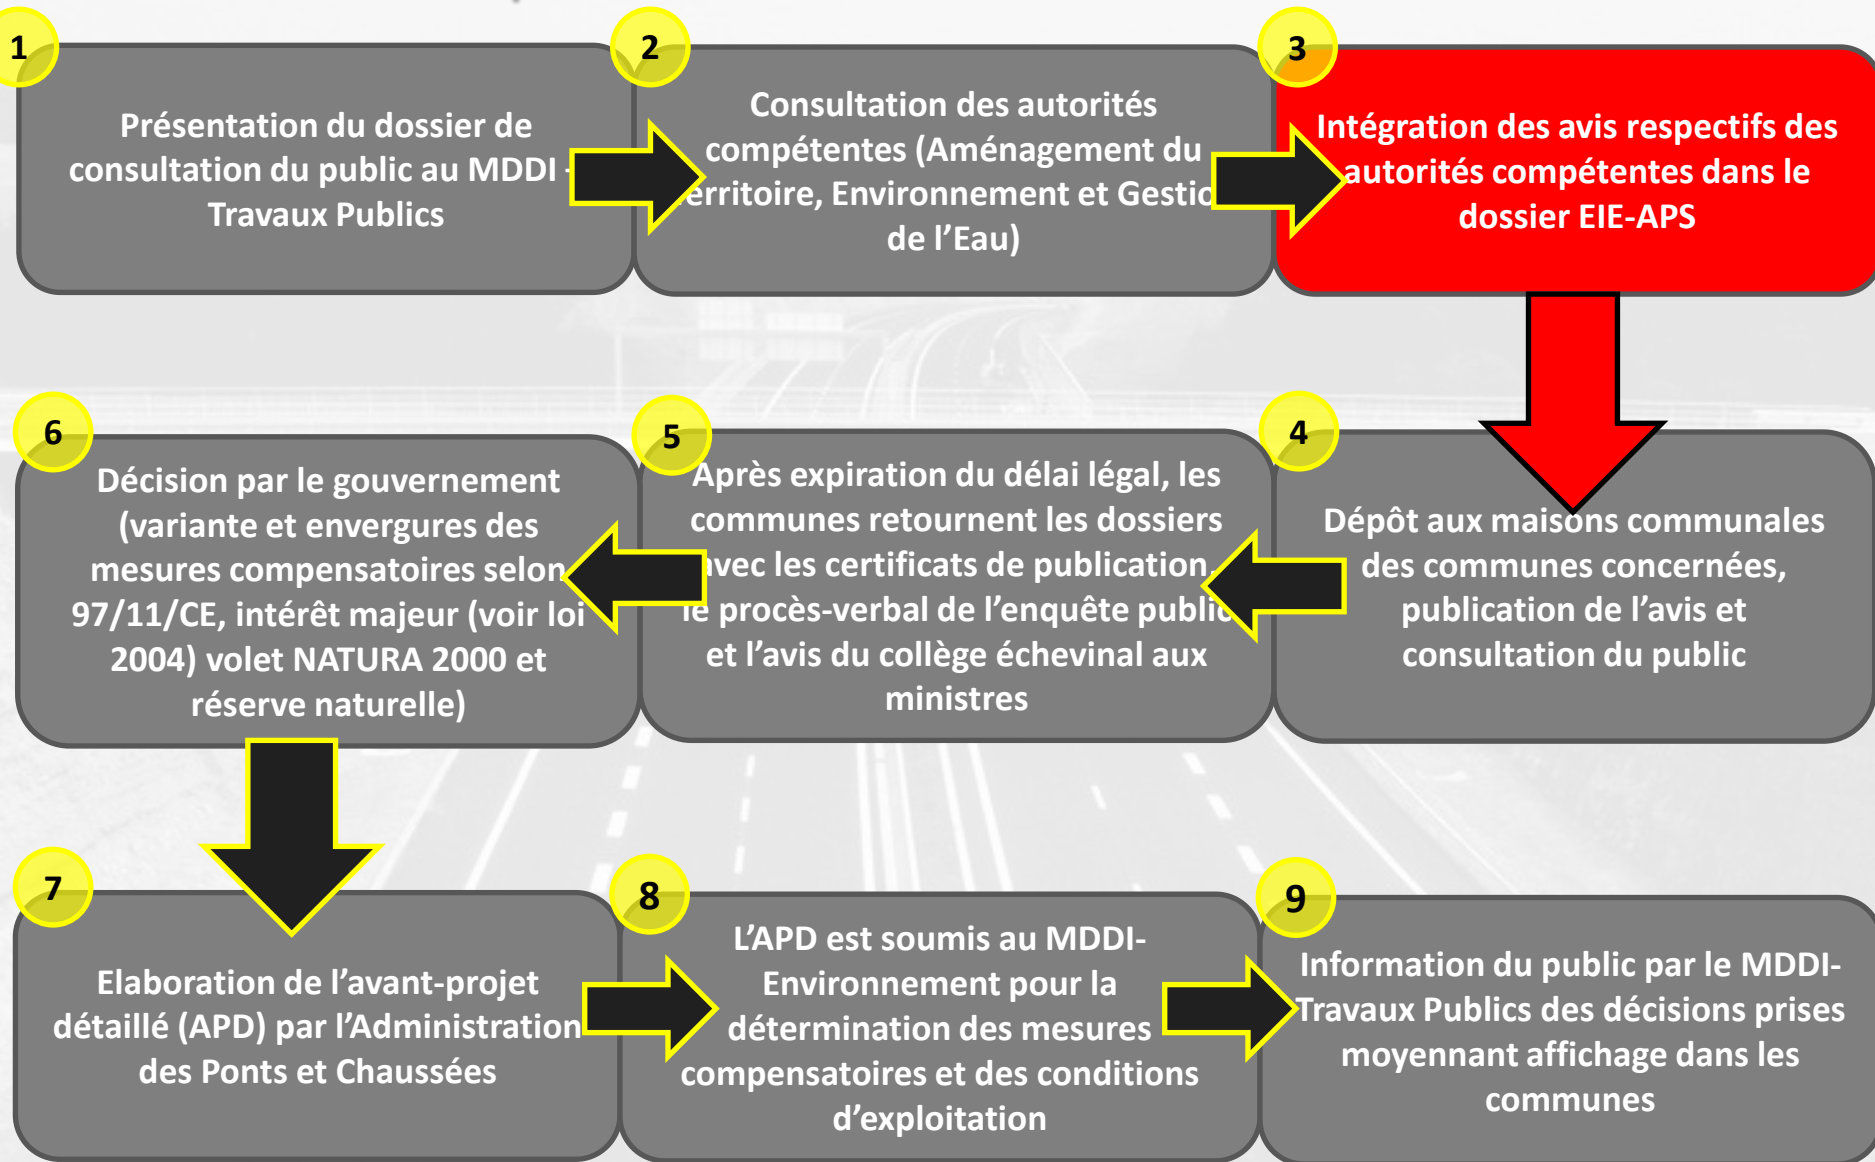 1
Présentation du dossier de
consultation du public au MDDI -
Travaux Publics
2
Consultation des autorités
compétentes (Aménagement du
erritoire, Environnement et Gestio
de l’Eau)
3
Intégration des avis respectifs des
autorités compétentes dans le
dossier EIE-APS
4
Dépôt aux maisons communales
des communes concernées,
publication de l’avis et
consultation du public
5
Après expiration du délai légal, les
communes retournent les dossiers
avec les certificats de publication,
le procès-verbal de l’enquête public
et l’avis du collège échevinal aux
ministres
6
Décision par le gouvernement
(variante et envergures des
mesures compensatoires selon
97/11/CE, intérêt majeur (voir loi
2004) volet NATURA 2000 et
réserve naturelle)
7
Elaboration de l’avant-projet
détaillé (APD) par l’Administration
des Ponts et Chaussées
8
L’APD est soumis au MDDI-
Environnement pour la
détermination des mesures
compensatoires et des conditions
d’exploitation
9
Information du public par le MDDI-
Travaux Publics des décisions prises
moyennant affichage dans les
communes